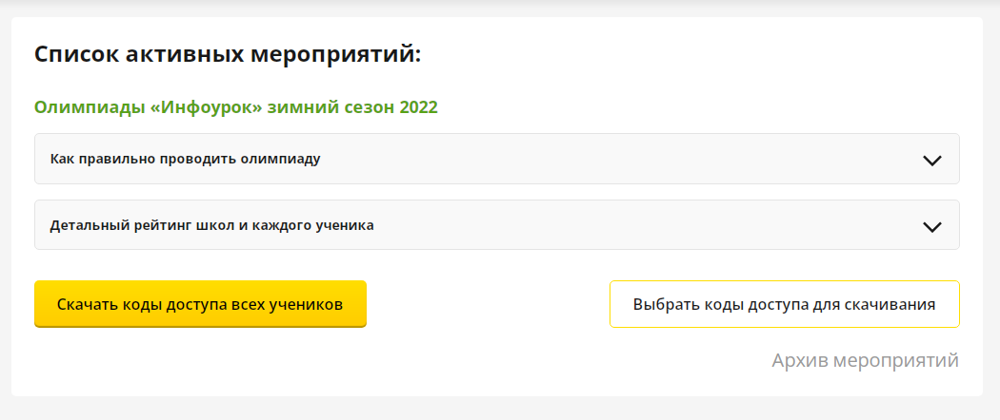 Список активных мероприятий:
Олимпиады «Инфоурок» зимний сезон 2022
Как правильно проводить олимпиаду
Детальный рейтинг школ и каждого ученика
Скачать коды доступа всех учеников
Выбрать коды доступа для скачивания
Архив мероприятий